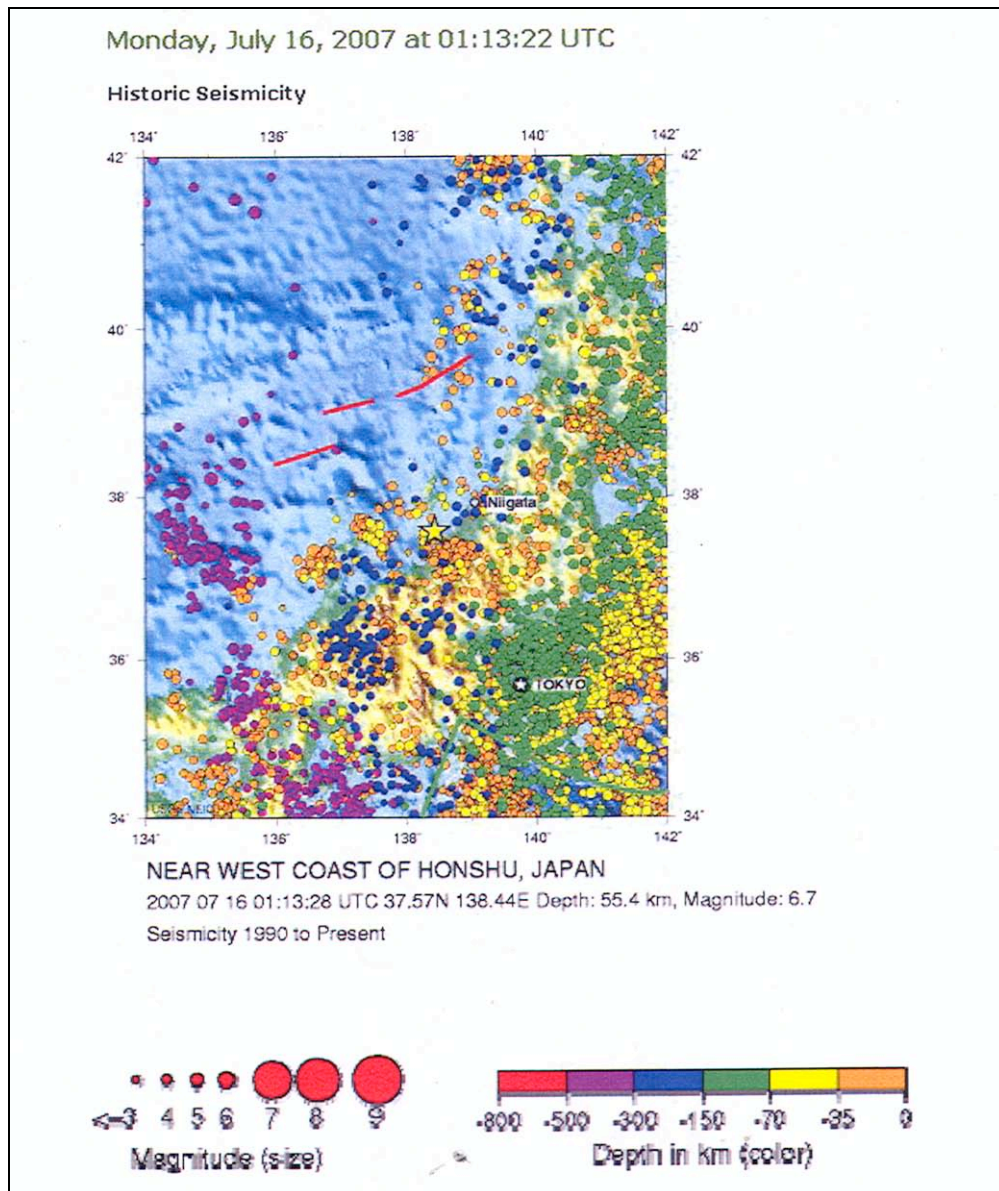 Monday, July 16, 2007 at 01:13:22 UTC
Historic Seismicity
134° 136° 138° 140° 142°
42° 42°
40° 40°
38° 38°
Niigata
36° 36°
TOKYO
34° 34°
134° 136° 138° 140° 142°
NEAR WEST COAST OF HONSHU, JAPAN
2007 07 16 01:13:28 UTC 37.57N 138.44E Depth: 55.4 km, Magnitude: 6.7
Seismicity 1990 to Present
<=3 4 5 6 7 8 9
Magnitude (size)
-800 -500 -300 -150 -70 -35 0
Depth in km (color)